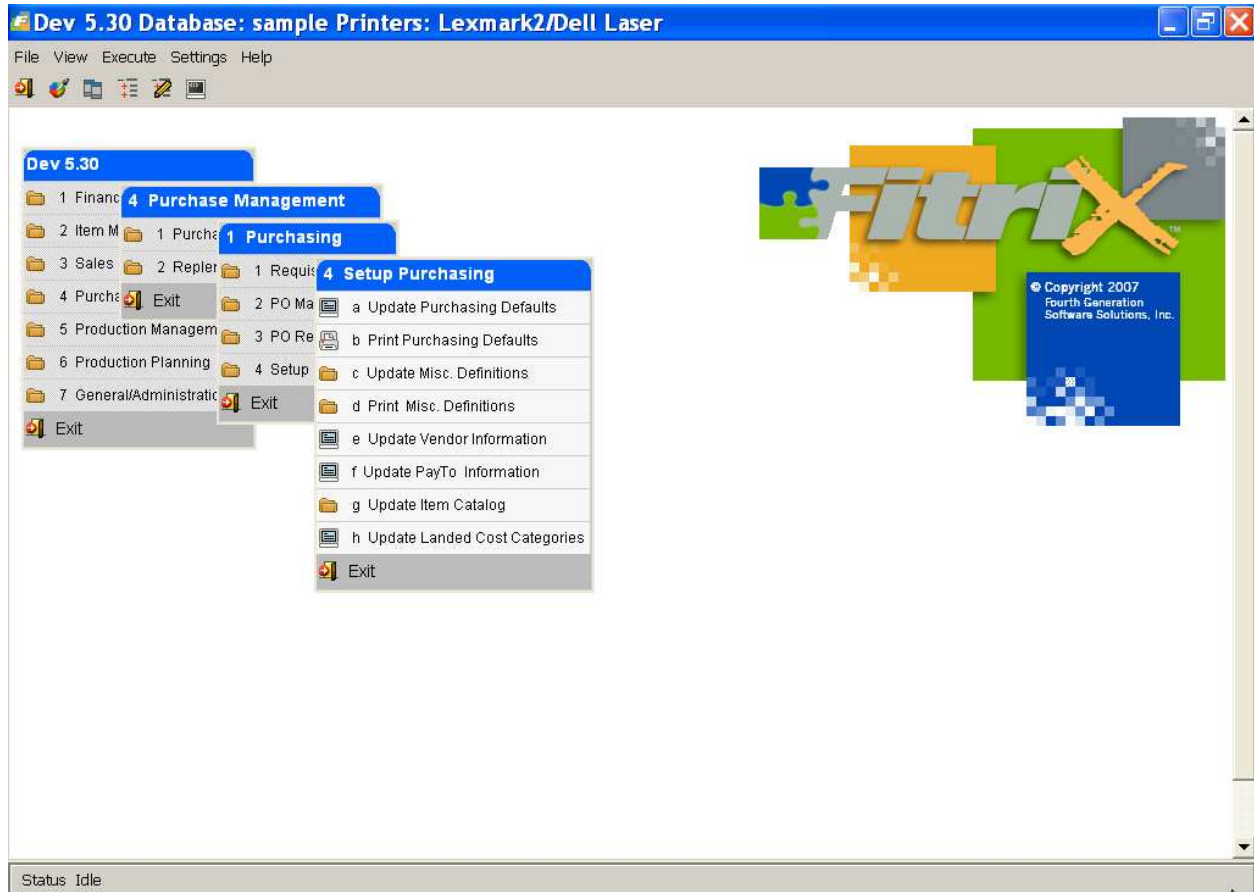 Dev 5.30 Database: sample Printers: Lexmark2/Dell Laser
File View Execute Settings Help
Dev 5.30
1 Financ
2 Item M
3 Sales
4 Purcha
5 Production Managem
6 Production Planning
7 General/Administratic
Exit
4 Purchase Management
1 Purcha
2 Repler
Exit
1 Purchasing
1 Requis
2 PO Ma
3 PO Re
4 Setup
Exit
4 Setup Purchasing
a Update Purchasing Defaults
b Print Purchasing Defaults
c Update Misc. Definitions
d Print Misc. Definitions
e Update Vendor Information
f Update PayTo Information
g Update Item Catalog
h Update Landed Cost Categories
Exit
Fitrix
TM
© Copyright 2007
Fourth Generation
Software Solutions, Inc.
Status Idle